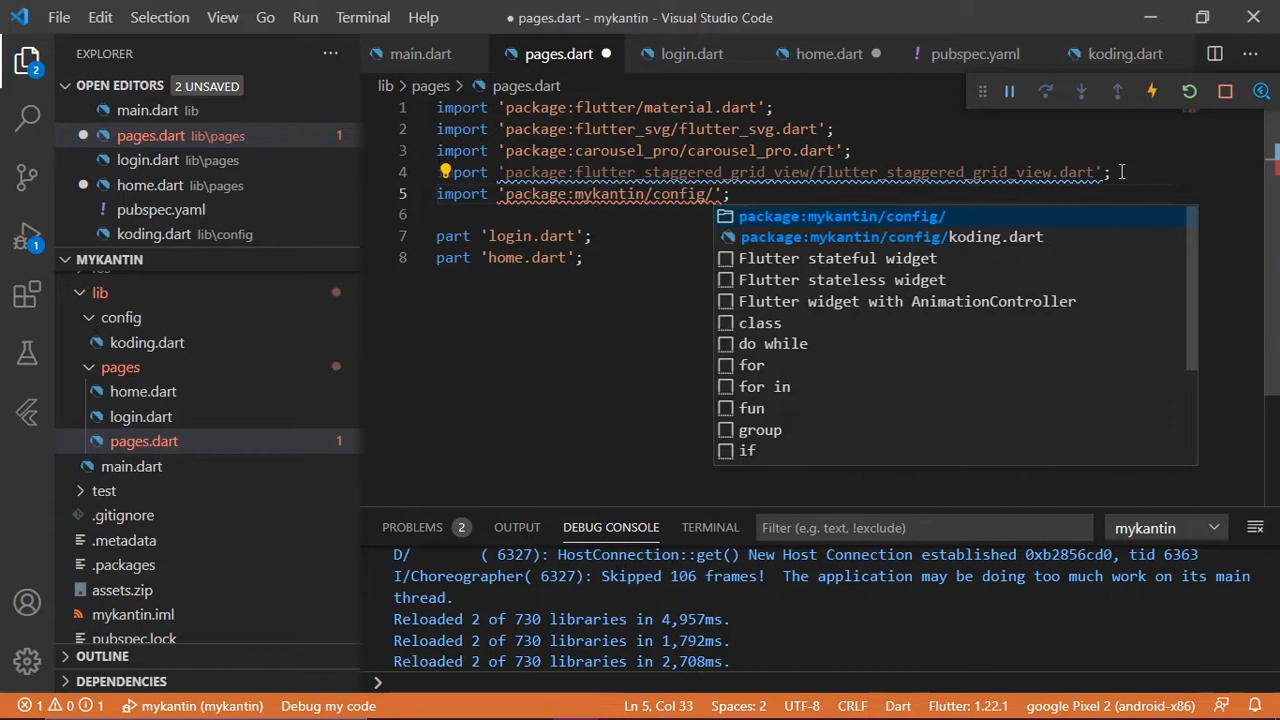 File Edit Selection View Go Run Terminal Help
● pages.dart - mykantin - Visual Studio Code
EXPLORER
main.dart
pages.dart
login.dart
home.dart
pubspec.yaml
koding.dart
OPEN EDITORS 2 UNSAVED
main.dart lib
pages.dart lib\pages 1
login.dart lib\pages
home.dart lib\pages
pubspec.yaml
koding.dart lib\config
MYKANTIN
lib
config
koding.dart
pages
home.dart
login.dart
pages.dart 1
main.dart
test
.gitignore
.metadata
.packages
assets.zip
mykantin.iml
pubspec.lock
OUTLINE
DEPENDENCIES
2
1
lib > pages > pages.dart
1 import 'package:flutter/material.dart';
2 import 'package:flutter_svg/flutter_svg.dart';
3 import 'package:carousel_pro/carousel_pro.dart';
4 import 'package:flutter_staggered_grid_view/flutter_staggered_grid_view.dart';
5 import 'package:mykantin/config/';
6
7 part 'login.dart';
8 part 'home.dart';
package:mykantin/config/
package:mykantin/config/koding.dart
Flutter stateful widget
Flutter stateless widget
Flutter widget with AnimationController
class
do while
for
for in
fun
group
if
PROBLEMS 2 OUTPUT DEBUG CONSOLE TERMINAL Filter (e.g. text, !exclude) mykantin
D/ ( 6327): HostConnection::get() New Host Connection established 0xb2856cd0, tid 6363
I/Choreographer( 6327): Skipped 106 frames! The application may be doing too much work on its main
thread.
Reloaded 2 of 730 libraries in 4,957ms.
Reloaded 2 of 730 libraries in 1,792ms.
Reloaded 2 of 730 libraries in 2,708ms.
1 0 1 mykantin (mykantin) Debug my code Ln 5, Col 33 Spaces: 2 UTF-8 CRLF Dart Flutter: 1.22.1 google Pixel 2 (android-x86)